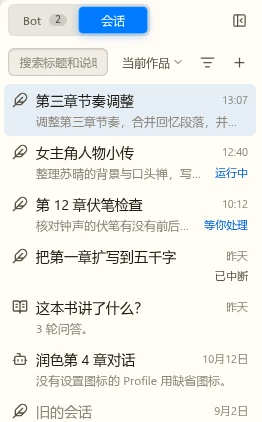 Bot 2 会话
搜索标题和说明 当前作品
第三章节奏调整 13:07
调整第三章节奏，合并回忆段落，并...
女主角人物小传 12:40
整理苏晴的背景与口头禅，写... 运行中
第 12 章伏笔检查 10:12
核对钟声的伏笔有没有前后... 等你处理
把第一章扩写到五千字 昨天
已中断
这本书讲了什么？ 昨天
3 轮问答。
润色第 4 章对话 10月12日
没有设置图标的 Profile 用缺省图标。
旧的会话 9月2日